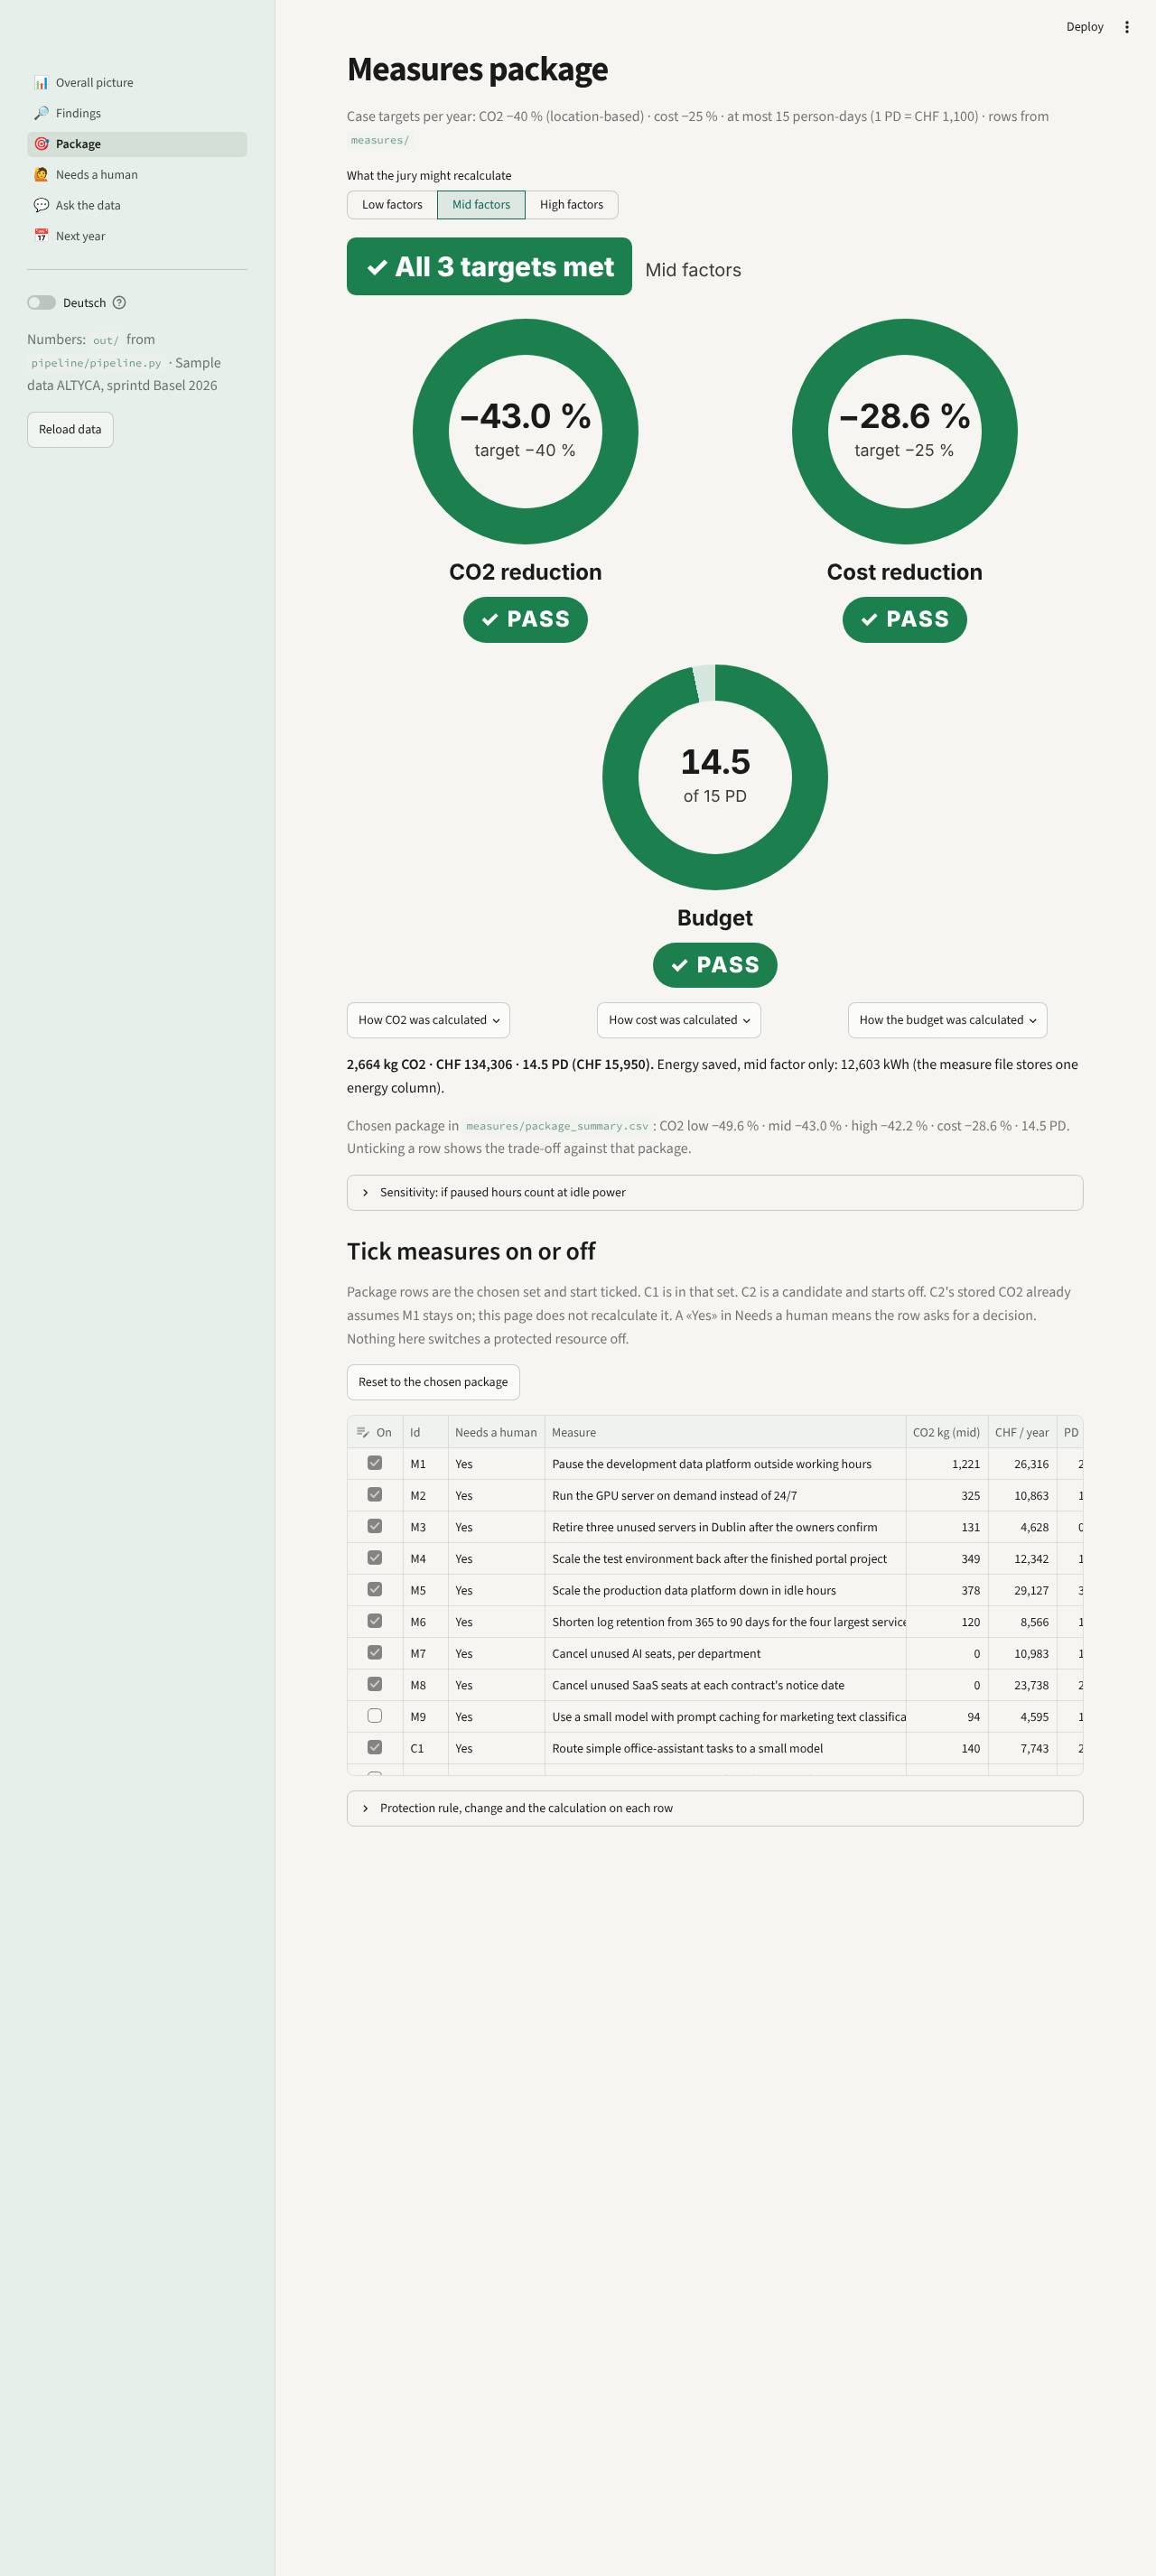 Deploy
Overall picture
Findings
Package
Needs a human
Ask the data
Next year
Deutsch
Numbers: out/ from
pipeline/pipeline.py · Sample
data ALTYCA, sprintd Basel 2026
Reload data
Measures package
Case targets per year: CO2 −40 % (location-based) · cost −25 % · at most 15 person-days (1 PD = CHF 1,100) · rows from
measures/
What the jury might recalculate
Low factors Mid factors High factors
✓ All 3 targets met Mid factors
−43.0 % −28.6 %
target −40 % target −25 %
CO2 reduction Cost reduction
✓ PASS ✓ PASS
14.5
of 15 PD
Budget
✓ PASS
How CO2 was calculated How cost was calculated How the budget was calculated
2,664 kg CO2 · CHF 134,306 · 14.5 PD (CHF 15,950). Energy saved, mid factor only: 12,603 kWh (the measure file stores one
energy column).
Chosen package in measures/package_summary.csv : CO2 low −49.6 % · mid −43.0 % · high −42.2 % · cost −28.6 % · 14.5 PD.
Unticking a row shows the trade-off against that package.
Sensitivity: if paused hours count at idle power
Tick measures on or off
Package rows are the chosen set and start ticked. C1 is in that set. C2 is a candidate and starts off. C2's stored CO2 already
assumes M1 stays on; this page does not recalculate it. A «Yes» in Needs a human means the row asks for a decision.
Nothing here switches a protected resource off.
Reset to the chosen package
On Id Needs a human Measure CO2 kg (mid) CHF / year PD
M1 Yes Pause the development data platform outside working hours 1,221 26,316 2
M2 Yes Run the GPU server on demand instead of 24/7 325 10,863 1
M3 Yes Retire three unused servers in Dublin after the owners confirm 131 4,628 0
M4 Yes Scale the test environment back after the finished portal project 349 12,342 1
M5 Yes Scale the production data platform down in idle hours 378 29,127 3
M6 Yes Shorten log retention from 365 to 90 days for the four largest service 120 8,566 1
M7 Yes Cancel unused AI seats, per department 0 10,983 1
M8 Yes Cancel unused SaaS seats at each contract's notice date 0 23,738 2
M9 Yes Use a small model with prompt caching for marketing text classifica 94 4,595 1
C1 Yes Route simple office-assistant tasks to a small model 140 7,743 2
Protection rule, change and the calculation on each row